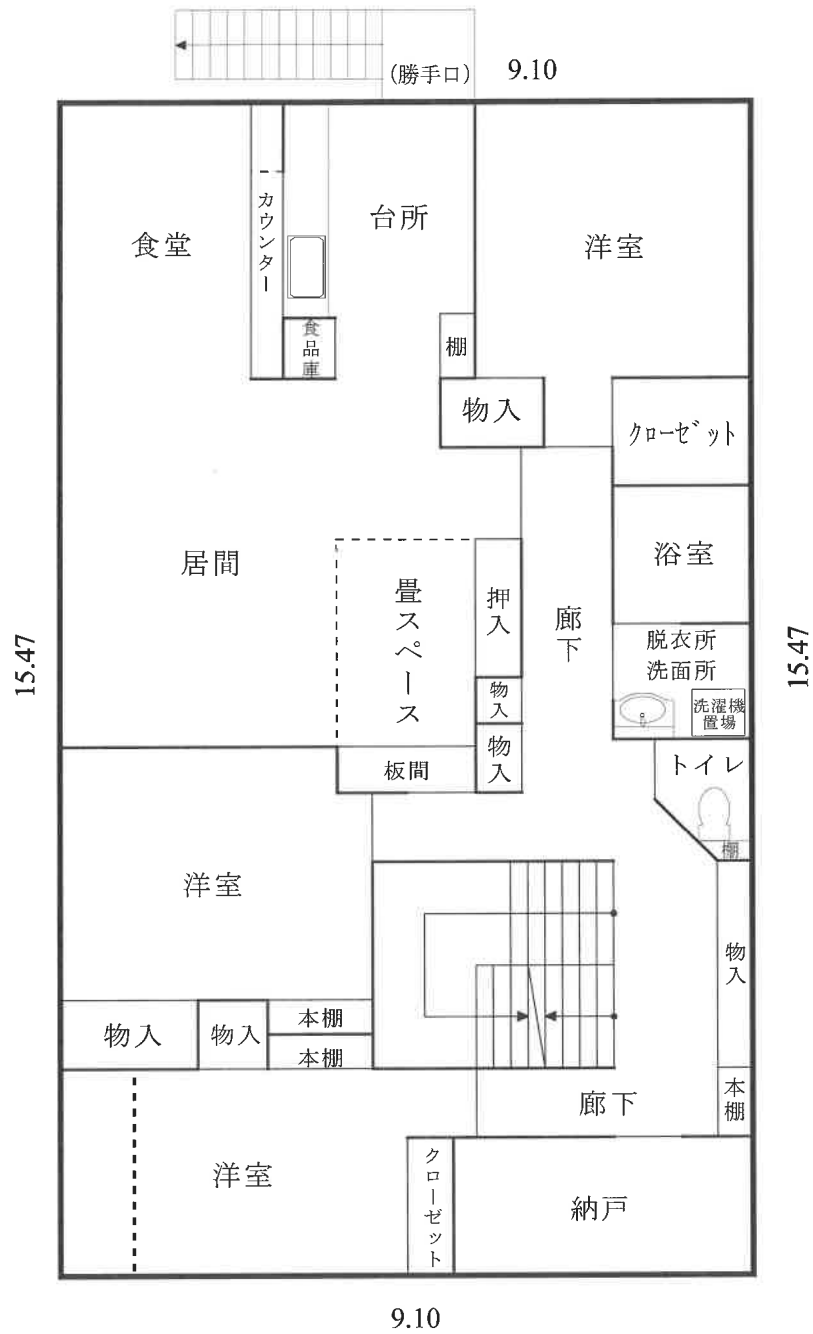 (勝手口)
9.10
食堂
カウンター
台所
洋室
食品庫
棚
物入
クローゼット
居間
畳スペース
押入
廊下
浴室
15.47
15.47
脱衣所
洗面所
物入
洗濯機
置場
板間
物入
トイレ
棚
洋室
物入
物入
物入
本棚
本棚
本棚
廊下
洋室
クローゼット
納戸
9.10